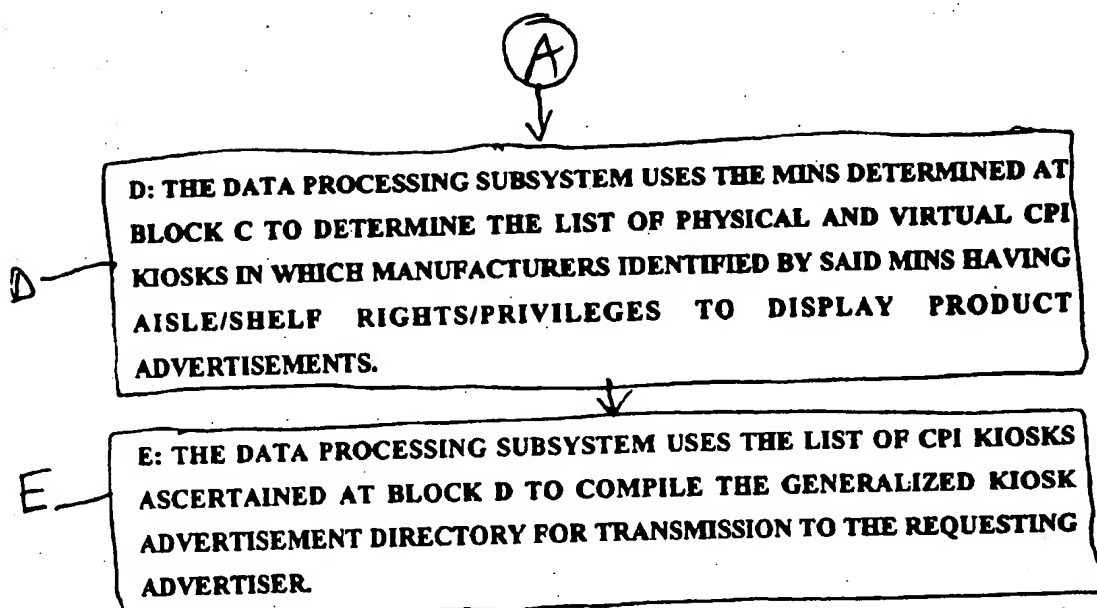 A
D: THE DATA PROCESSING SUBSYSTEM USES THE MINS DETERMINED AT
BLOCK C TO DETERMINE THE LIST OF PHYSICAL AND VIRTUAL CPI
KIOSKS IN WHICH MANUFACTURERS IDENTIFIED BY SAID MINS HAVING
AISLE/SHELF RIGHTS/PRIVILEGES TO DISPLAY PRODUCT
ADVERTISEMENTS.
D
E: THE DATA PROCESSING SUBSYSTEM USES THE LIST OF CPI KIOSKS
ASCERTAINED AT BLOCK D TO COMPILE THE GENERALIZED KIOSK
ADVERTISEMENT DIRECTORY FOR TRANSMISSION TO THE REQUESTING
ADVERTISER.
E